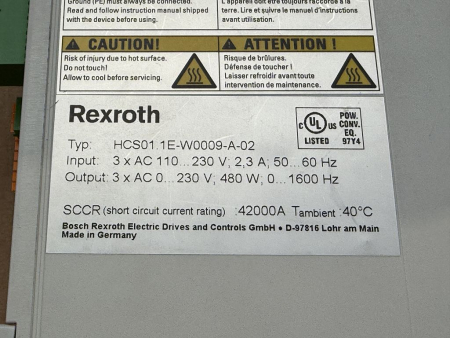 Ground (PE) must always be connected.
Read and follow instruction manual shipped
with the device before using.
L'appareil doit être toujours raccordé à la
terre. Lire et suivre le manuel d'instructions
avant utilisation.
CAUTION!
Risk of injury due to hot surface.
Do not touch!
Allow to cool before servicing.
ATTENTION !
Risque de brûlures.
Défense de toucher !
Laisser refroidir avant toute
intervention de maintenance.
Rexroth
C UL US LISTED
POW.
CONV.
EQ.
97Y4
Typ: HCS01.1E-W0009-A-02
Input: 3 x AC 110...230 V; 2,3 A; 50...60 Hz
Output: 3 x AC 0...230 V; 480 W; 0...1600 Hz
SCCR (short circuit current rating) :42000A Tambient :40°C
Bosch Rexroth Electric Drives and Controls GmbH • D-97816 Lohr am Main
Made in Germany